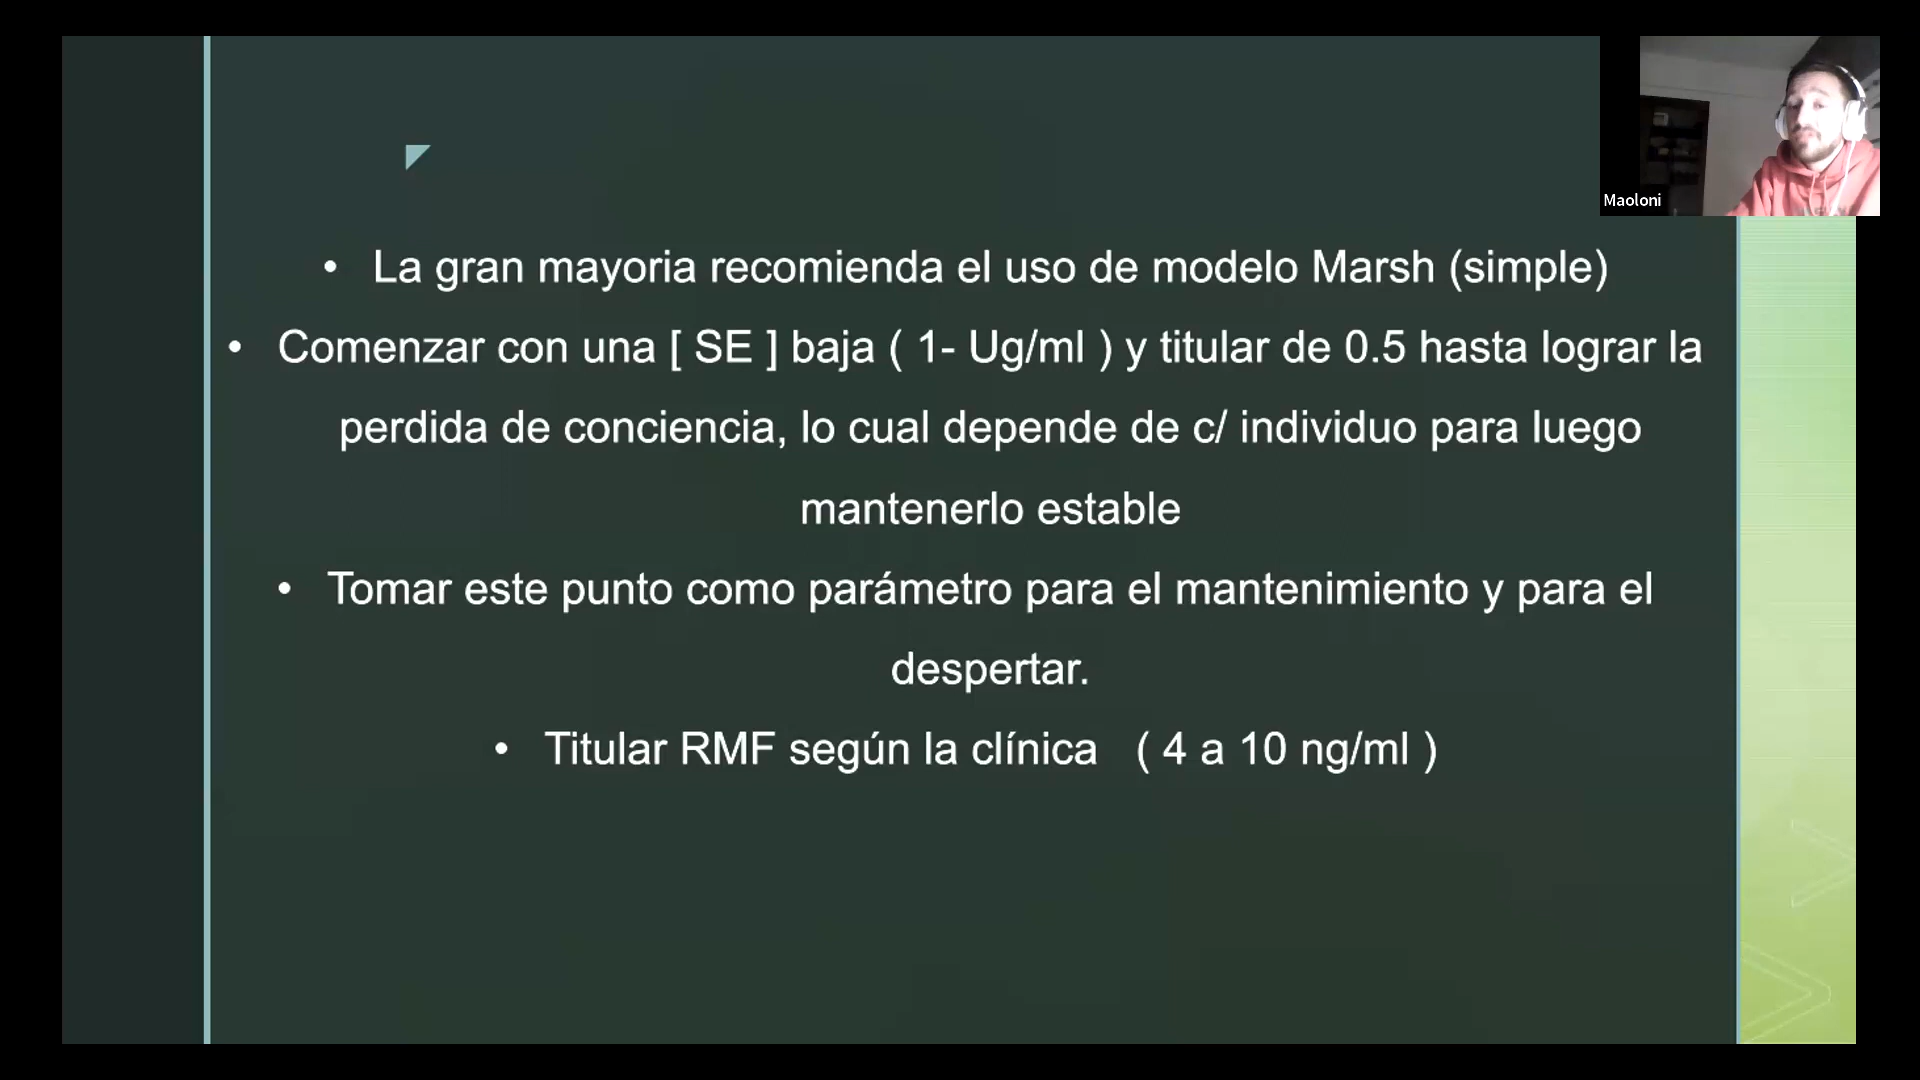 Maoloni
• La gran mayoria recomienda el uso de modelo Marsh (simple)
• Comenzar con una [ SE ] baja ( 1- Ug/ml ) y titular de 0.5 hasta lograr la
perdida de conciencia, lo cual depende de c/ individuo para luego
mantenerlo estable
• Tomar este punto como parámetro para el mantenimiento y para el
despertar.
• Titular RMF según la clínica ( 4 a 10 ng/ml )